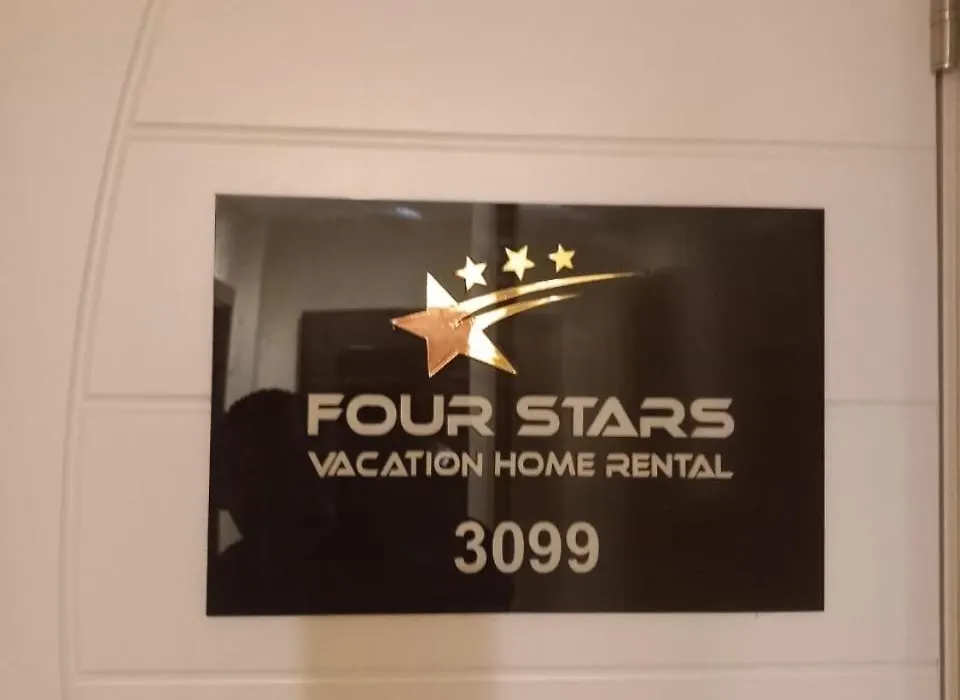 FOUR STARS
VACATION HOME RENTAL
3099